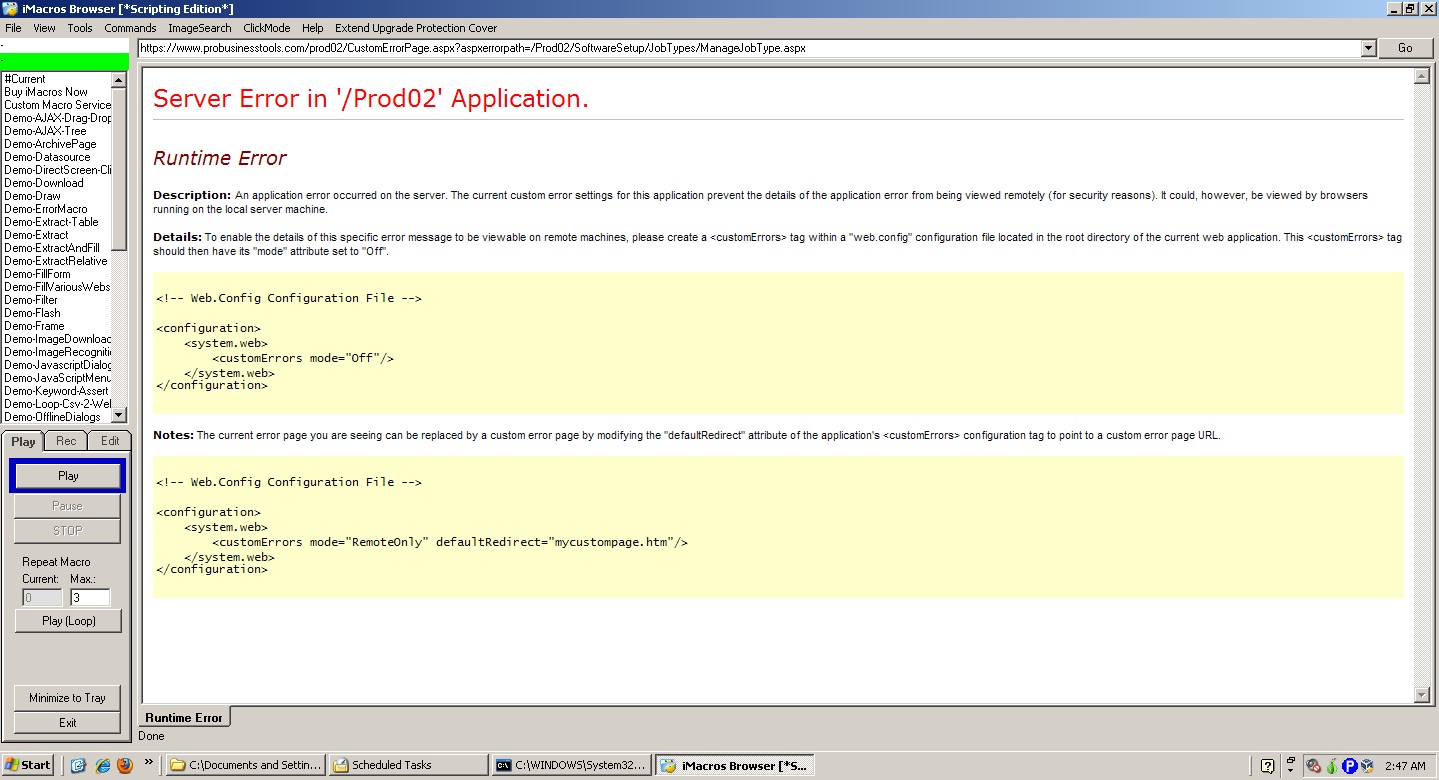 iMacros Browser [*Scripting Edition*]
File View Tools Commands ImageSearch ClickMode Help Extend Upgrade Protection Cover
https://www.probusinesstools.com/prod02/CustomErrorPage.aspx?aspxerrorpath=/Prod02/SoftwareSetup/JobTypes/ManageJobType.aspx
Go
#Current
Buy iMacros Now
Custom Macro Service
Demo-AJAX-Drag-Drop
Demo-AJAX-Tree
Demo-ArchivePage
Demo-Datasource
Demo-DirectScreen-Cli
Demo-Download
Demo-Draw
Demo-ErrorMacro
Demo-Extract-Table
Demo-Extract
Demo-ExtractAndFill
Demo-ExtractRelative
Demo-FillForm
Demo-FillVariousWebs
Demo-Filter
Demo-Flash
Demo-Frame
Demo-ImageDownload
Demo-ImageRecogniti
Demo-JavascriptDialog
Demo-JavaScriptMenu
Demo-Keyword-Assert
Demo-Loop-Csv-2-Wel
Demo-OfflineDialogs
Play Rec Edit
Play
Pause
STOP
Repeat Macro
Current: Max.:
0 3
Play (Loop)
Minimize to Tray
Exit
Server Error in '/Prod02' Application.
Runtime Error
Description: An application error occurred on the server. The current custom error settings for this application prevent the details of the application error from being viewed remotely (for security reasons). It could, however, be viewed by browsers
running on the local server machine.
Details: To enable the details of this specific error message to be viewable on remote machines, please create a <customErrors> tag within a "web.config" configuration file located in the root directory of the current web application. This <customErrors> tag
should then have its "mode" attribute set to "Off".
<!-- Web.Config Configuration File -->
<configuration>
<system.web>
<customErrors mode="Off"/>
</system.web>
</configuration>
Notes: The current error page you are seeing can be replaced by a custom error page by modifying the "defaultRedirect" attribute of the application's <customErrors> configuration tag to point to a custom error page URL.
<!-- Web.Config Configuration File -->
<configuration>
<system.web>
<customErrors mode="RemoteOnly" defaultRedirect="mycustompage.htm"/>
</system.web>
</configuration>
Runtime Error
Done
Start » C:\Documents and Settin... Scheduled Tasks C:\WINDOWS\System32... iMacros Browser [*S... 2:47 AM